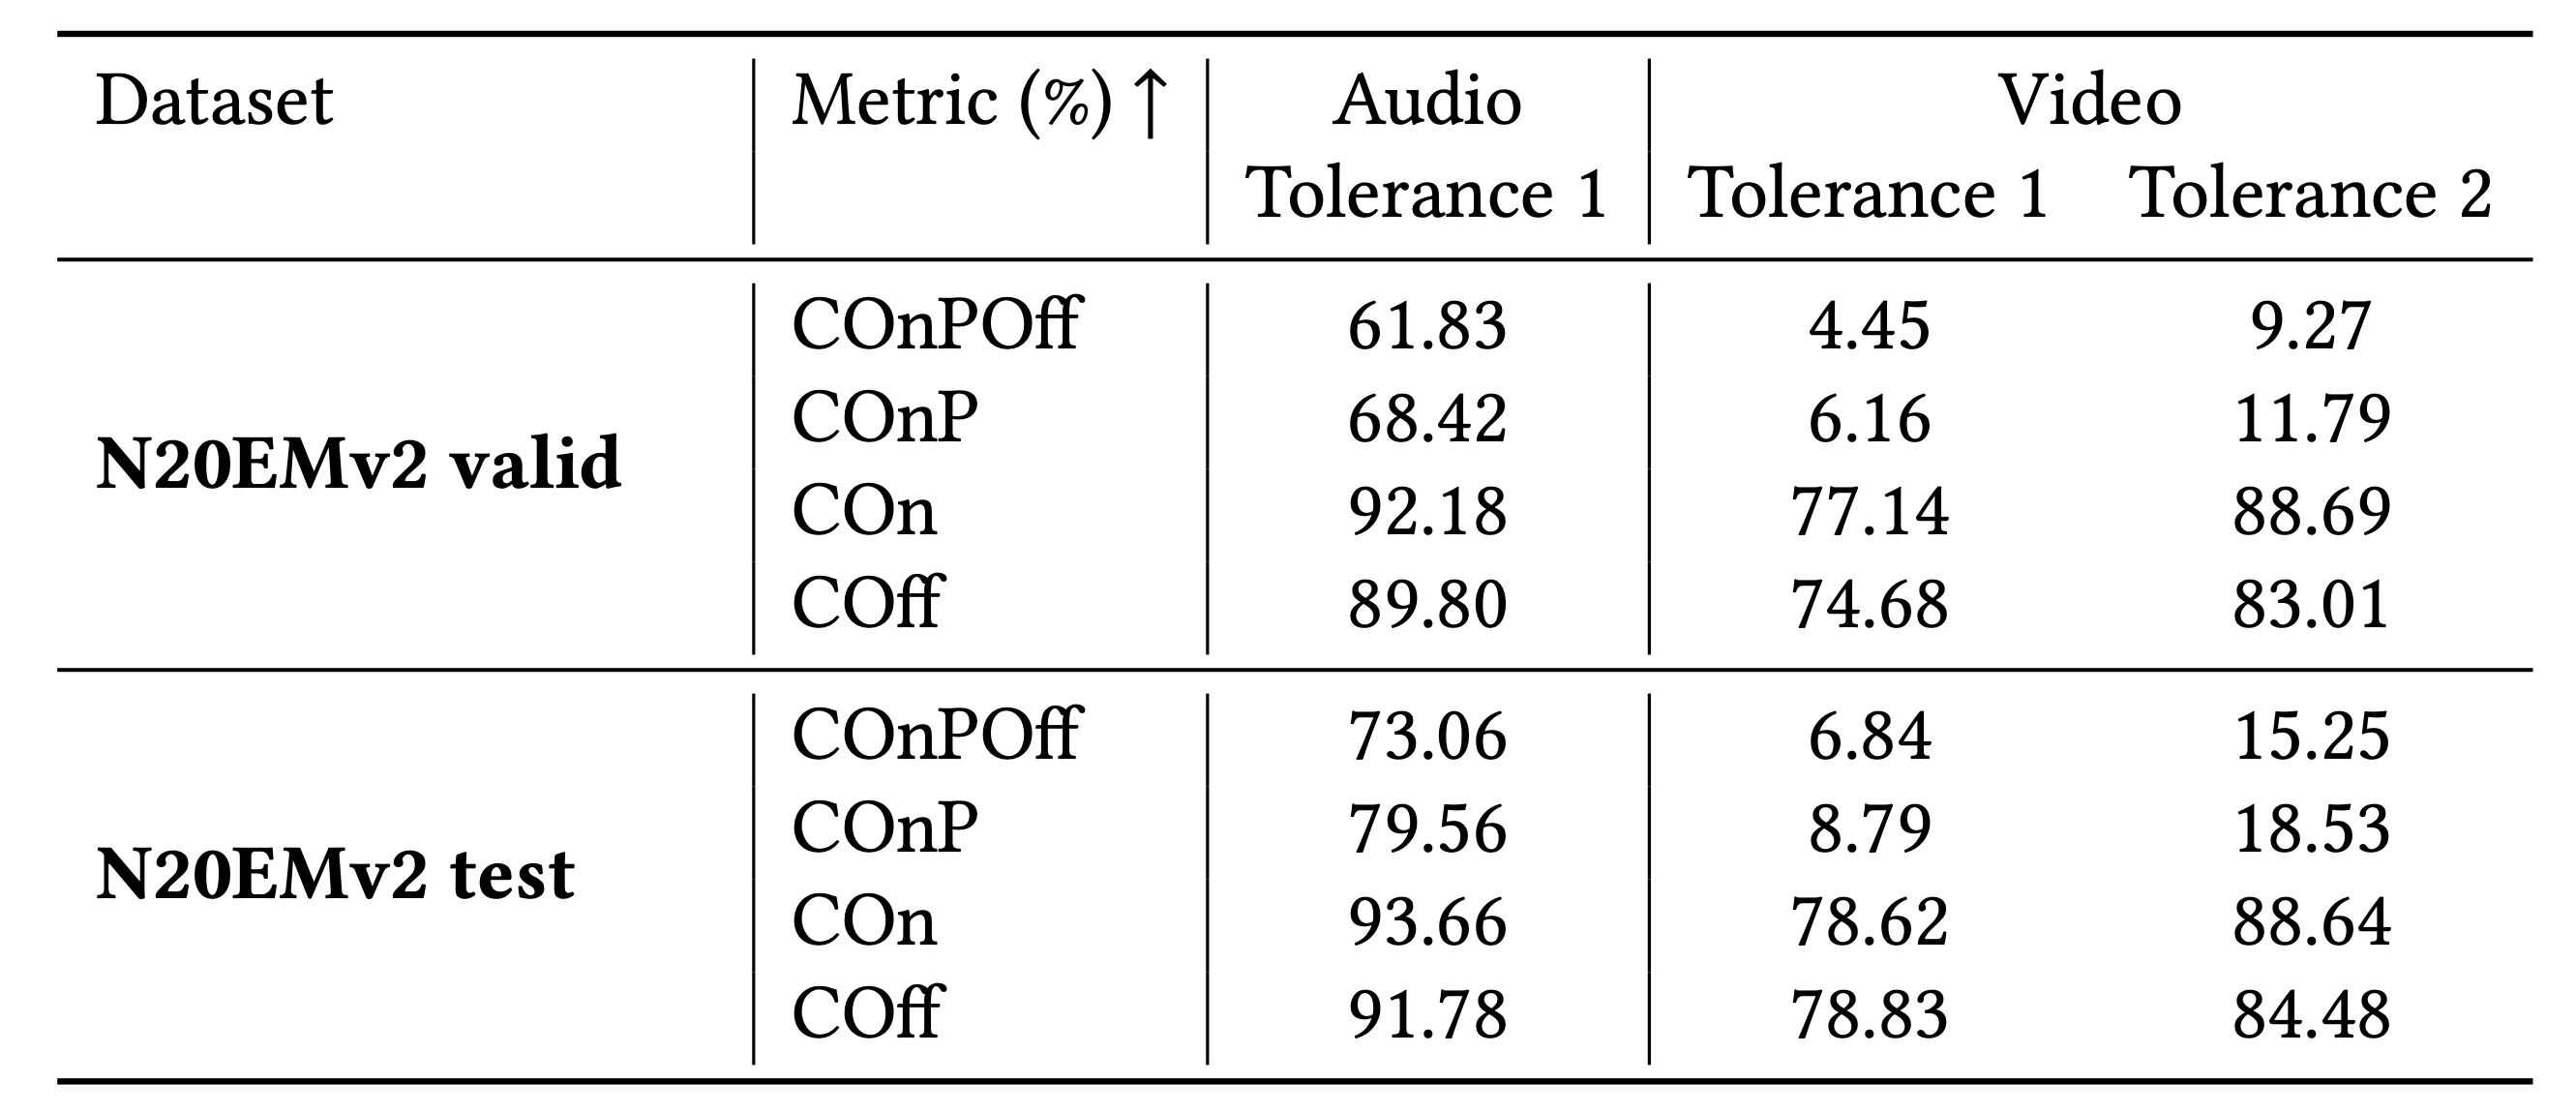 Dataset Metric (%) ↑ Audio Video
Tolerance 1 Tolerance 1 Tolerance 2
COnPOff 61.83 4.45 9.27
COnP 68.42 6.16 11.79
N20EMv2 valid
COn 92.18 77.14 88.69
COff 89.80 74.68 83.01
COnPOff 73.06 6.84 15.25
COnP 79.56 8.79 18.53
N20EMv2 test
COn 93.66 78.62 88.64
COff 91.78 78.83 84.48